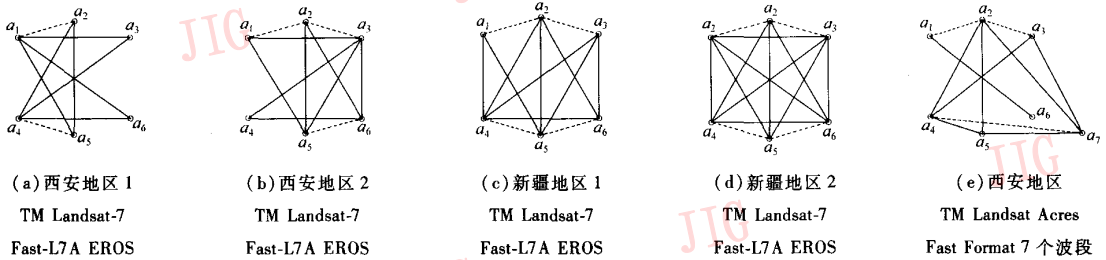 a1 a2 a3 a4 a5 a6
a1 a2 a3 a4 a5 a6
a1 a2 a3 a4 a5 a6
a1 a2 a3 a4 a5 a6
a1 a2 a3 a4 a5 a6 a7
JIG
JIG
JIG
(a)西安地区1
TM Landsat-7
Fast-L7A EROS
(b)西安地区2
TM Landsat-7
Fast-L7A EROS
(c)新疆地区1
TM Landsat-7
Fast-L7A EROS
(d)新疆地区2
TM Landsat-7
Fast-L7A EROS
(e)西安地区
TM Landsat Acres
Fast Format 7个波段